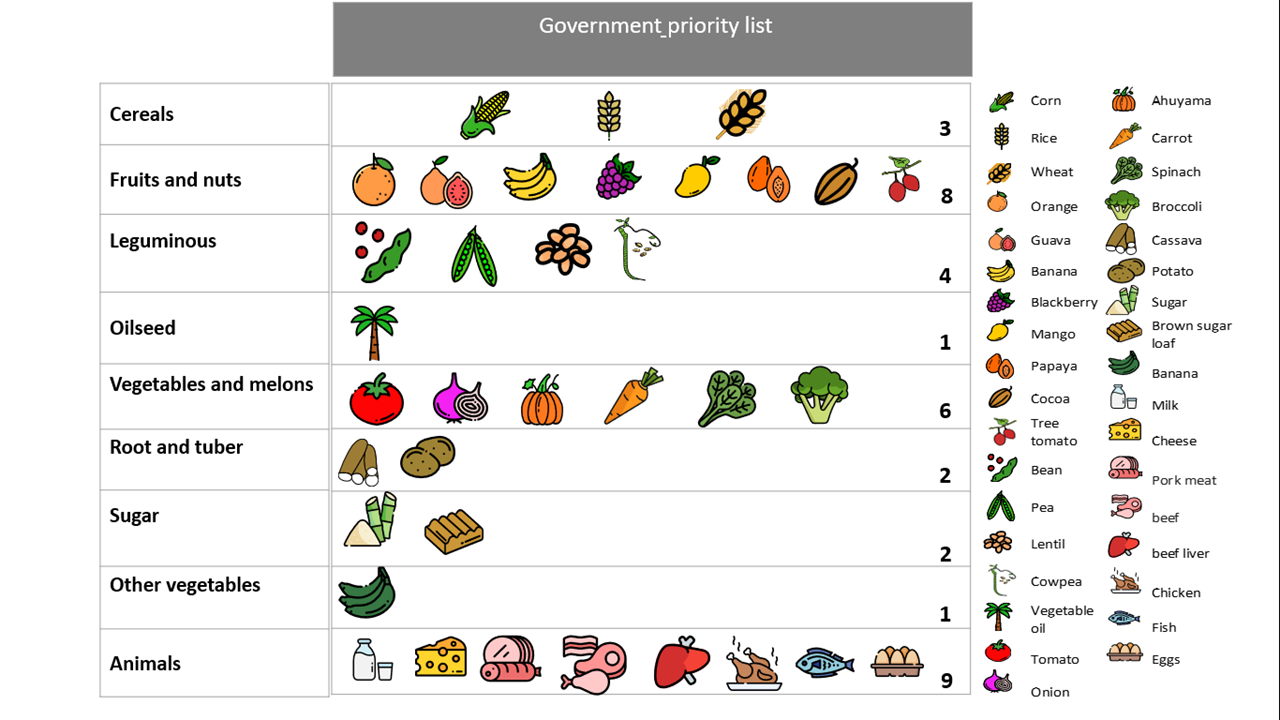 Government priority list
Cereals
3
Fruits and nuts
8
Leguminous
4
Oilseed
1
Vegetables and melons
6
Root and tuber
2
Sugar
2
Other vegetables
1
Animals
9
Corn
Rice
Wheat
Orange
Guava
Banana
Blackberry
Mango
Papaya
Cocoa
Tree
tomato
Bean
Pea
Lentil
Cowpea
Vegetable
oil
Tomato
Onion
Ahuyama
Carrot
Spinach
Broccoli
Cassava
Potato
Sugar
Brown sugar
loaf
Banana
Milk
Cheese
Pork meat
beef
beef liver
Chicken
Fish
Eggs